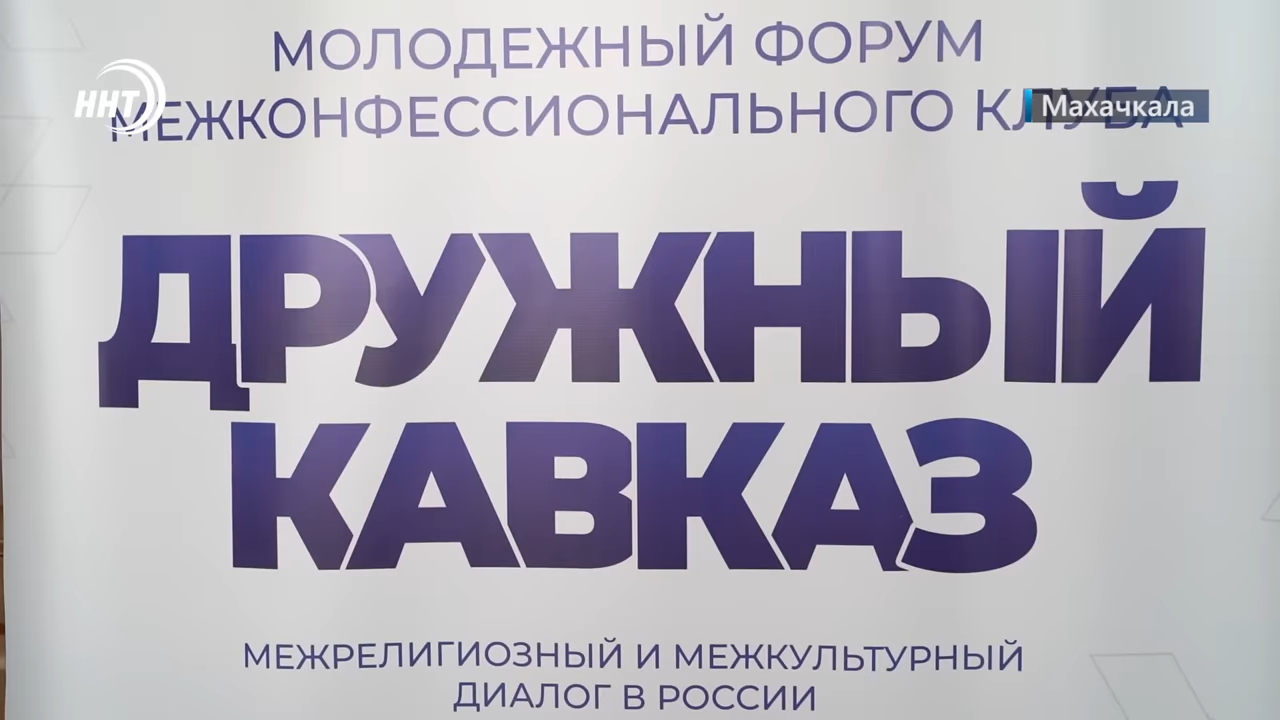 МОЛОДЕЖНЫЙ ФОРУМ
ННТ
МЕЖКОНФЕССИОНАЛЬНОГО КЛУБА
Махачкала
ДРУЖНЫЙ
КАВКАЗ
МЕЖРЕЛИГИОЗНЫЙ И МЕЖКУЛЬТУРНЫЙ
ДИАЛОГ В РОССИИ